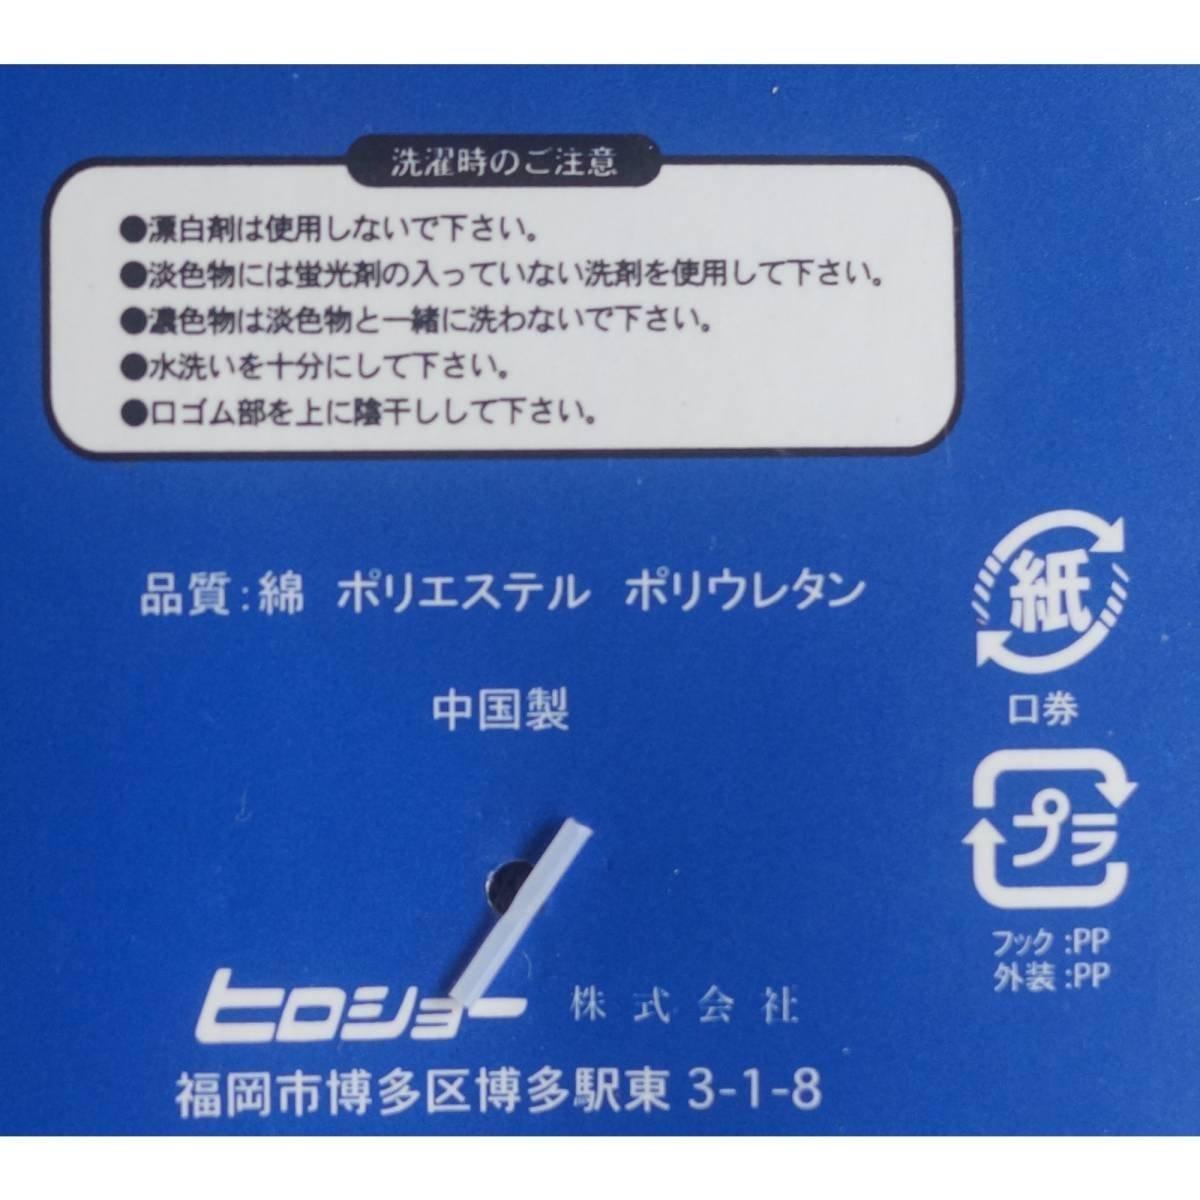 洗濯時のご注意
●漂白剤は使用しないで下さい。
●淡色物には蛍光剤の入っていない洗剤を使用して下さい。
●濃色物は淡色物と一緒に洗わないで下さい。
●水洗いを十分にして下さい。
●口ゴム部を上に陰干しして下さい。
品質:綿 ポリエステル ポリウレタン
中国製
紙
口券
プラ
フック:PP
外装:PP
ヒロショー 株式会社
福岡市博多区博多駅東 3-1-8